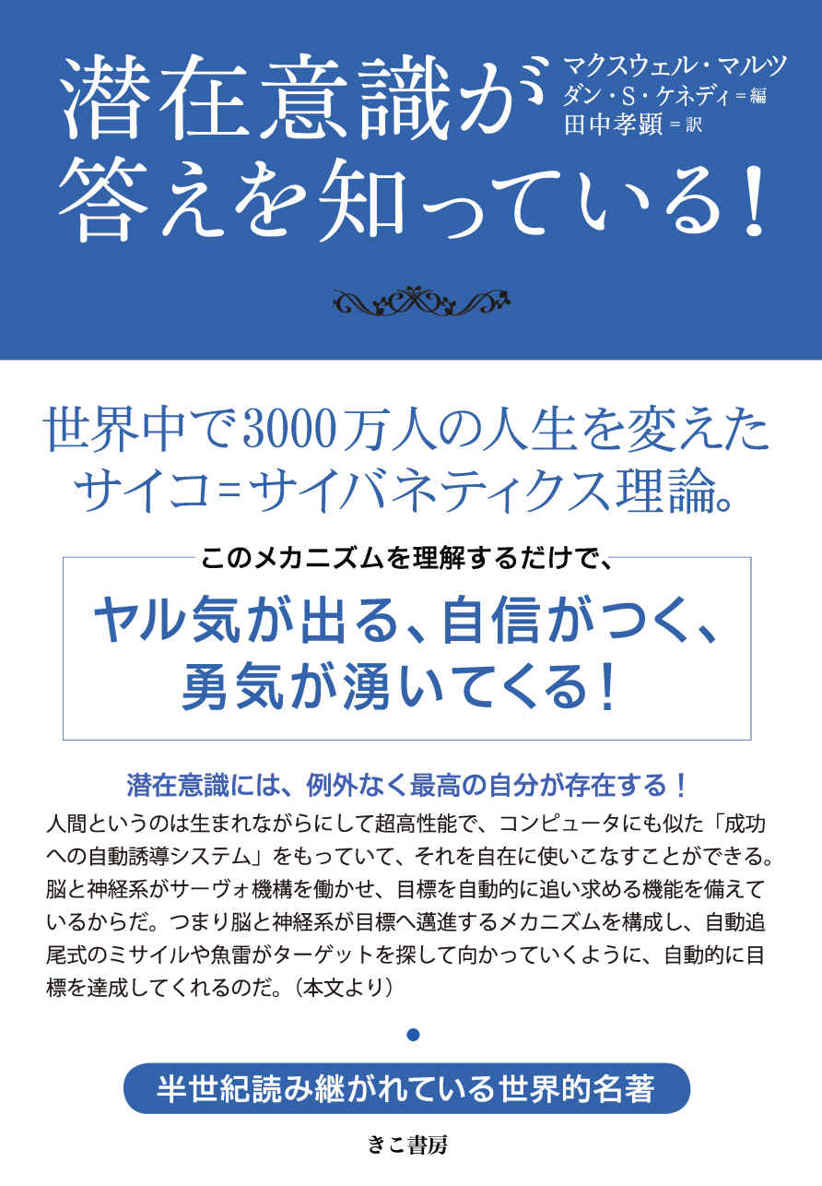 潜在意識が
答えを知っている！
マクスウェル・マルツ
ダン・S・ケネディ＝編
田中孝顕＝訳
世界中で3000万人の人生を変えた
サイコ＝サイバネティクス理論。
このメカニズムを理解するだけで、
ヤル気が出る、自信がつく、
勇気が湧いてくる！
潜在意識には、例外なく最高の自分が存在する！
人間というのは生まれながらにして超高性能で、コンピュータにも似た「成功
への自動誘導システム」をもっていて、それを自在に使いこなすことができる。
脳と神経系がサーヴォ機構を働かせ、目標を自動的に追い求める機能を備えて
いるからだ。つまり脳と神経系が目標へ邁進するメカニズムを構成し、自動追
尾式のミサイルや魚雷がターゲットを探して向かっていくように、自動的に目
標を達成してくれるのだ。（本文より）
半世紀読み継がれている世界的名著
きこ書房